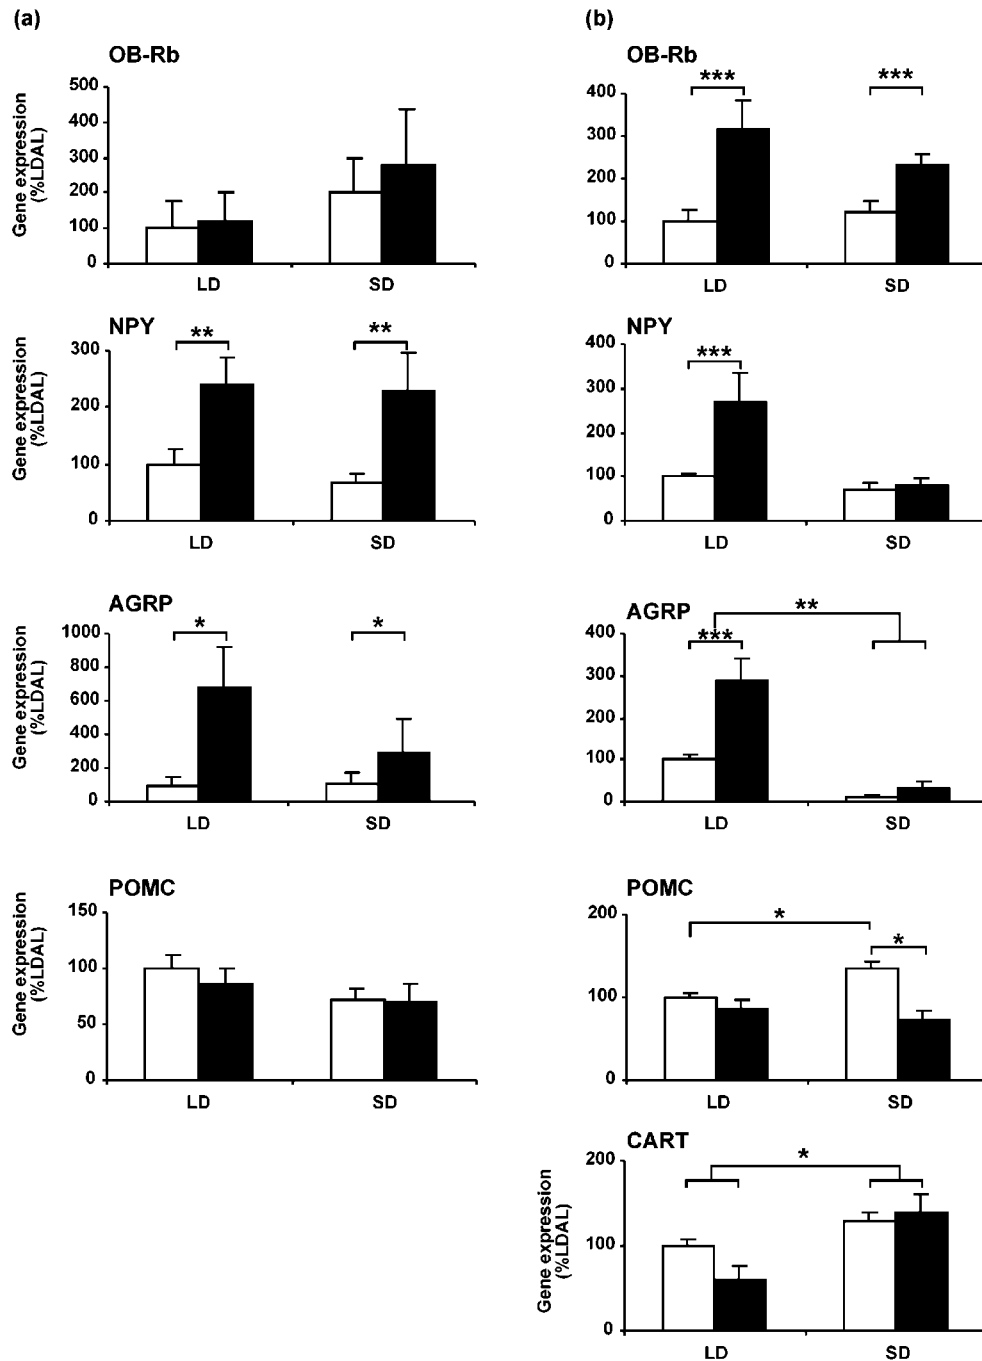 (a)
OB-Rb
Gene expression
(%LDAL)
500
400
300
200
100
0
LD
SD
NPY
**
**
Gene expression
(%LDAL)
300
200
100
0
LD
SD
AGRP
*
*
Gene expression
(%LDAL)
1000
800
600
400
200
0
LD
SD
POMC
Gene expression
(%LDAL)
150
100
50
0
LD
SD
(b)
OB-Rb
***
***
400
300
200
100
0
LD
SD
NPY
***
400
300
200
100
0
LD
SD
AGRP
**
***
400
300
200
100
0
LD
SD
POMC
*
*
200
100
0
LD
SD
CART
*
Gene expression
(%LDAL)
200
100
0
LD
SD